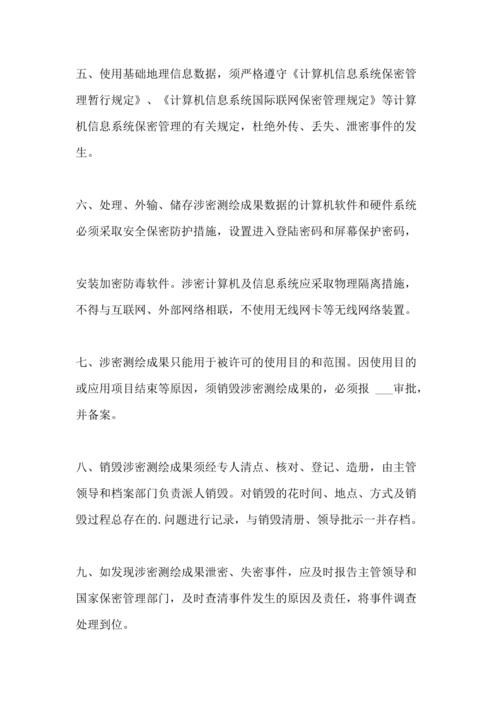 五、使用基础地理信息数据，须严格遵守《计算机信息系统保密管
理暂行规定》、《计算机信息系统国际联网保密管理规定》等计算
机信息系统保密管理的有关规定，杜绝外传、丢失、泄密事件的发
生。
六、处理、外输、储存涉密测绘成果数据的计算机软件和硬件系统
必须采取安全保密防护措施，设置进入登陆密码和屏幕保护密码，
安装加密防毒软件。涉密计算机及信息系统应采取物理隔离措施，
不得与互联网、外部网络相联，不使用无线网卡等无线网络装置。
七、涉密测绘成果只能用于被许可的使用目的和范围。因使用目的
或应用项目结束等原因，须销毁涉密测绘成果的，必须报 ___审批，
并备案。
八、销毁涉密测绘成果须经专人清点、核对、登记、造册，由主管
领导和档案部门负责派人销毁。对销毁的花时间、地点、方式及销
毁过程总存在的.问题进行记录，与销毁清册、领导批示一并存档。
九、如发现涉密测绘成果泄密、失密事件，应及时报告主管领导和
国家保密管理部门，及时查清事件发生的原因及责任，将事件调查
处理到位。